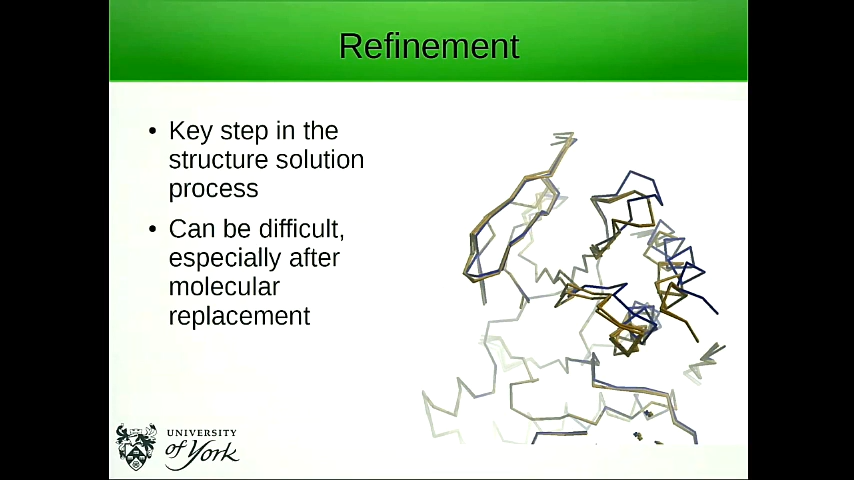 Refinement
• Key step in the
structure solution
process
• Can be difficult,
especially after
molecular
replacement
UNIVERSITY
of York